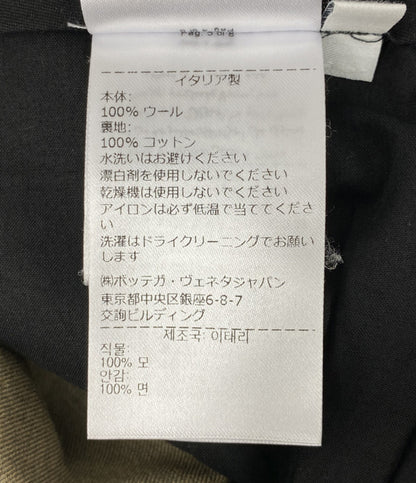 イタリア製
本体:
100% ウール
裏地:
100% コットン
水洗いはお避けください
漂白剤を使用しないでください
乾燥機は使用しないでください
アイロンは必ず低温で当ててくださ
い
洗濯はドライクリーニングでお願い
します
㈱ボッテガ・ヴェネタジャパン
東京都中央区銀座6-8-7
交詢ビルディング
제조국: 이태리
직물:
100% 모
안감:
100% 면